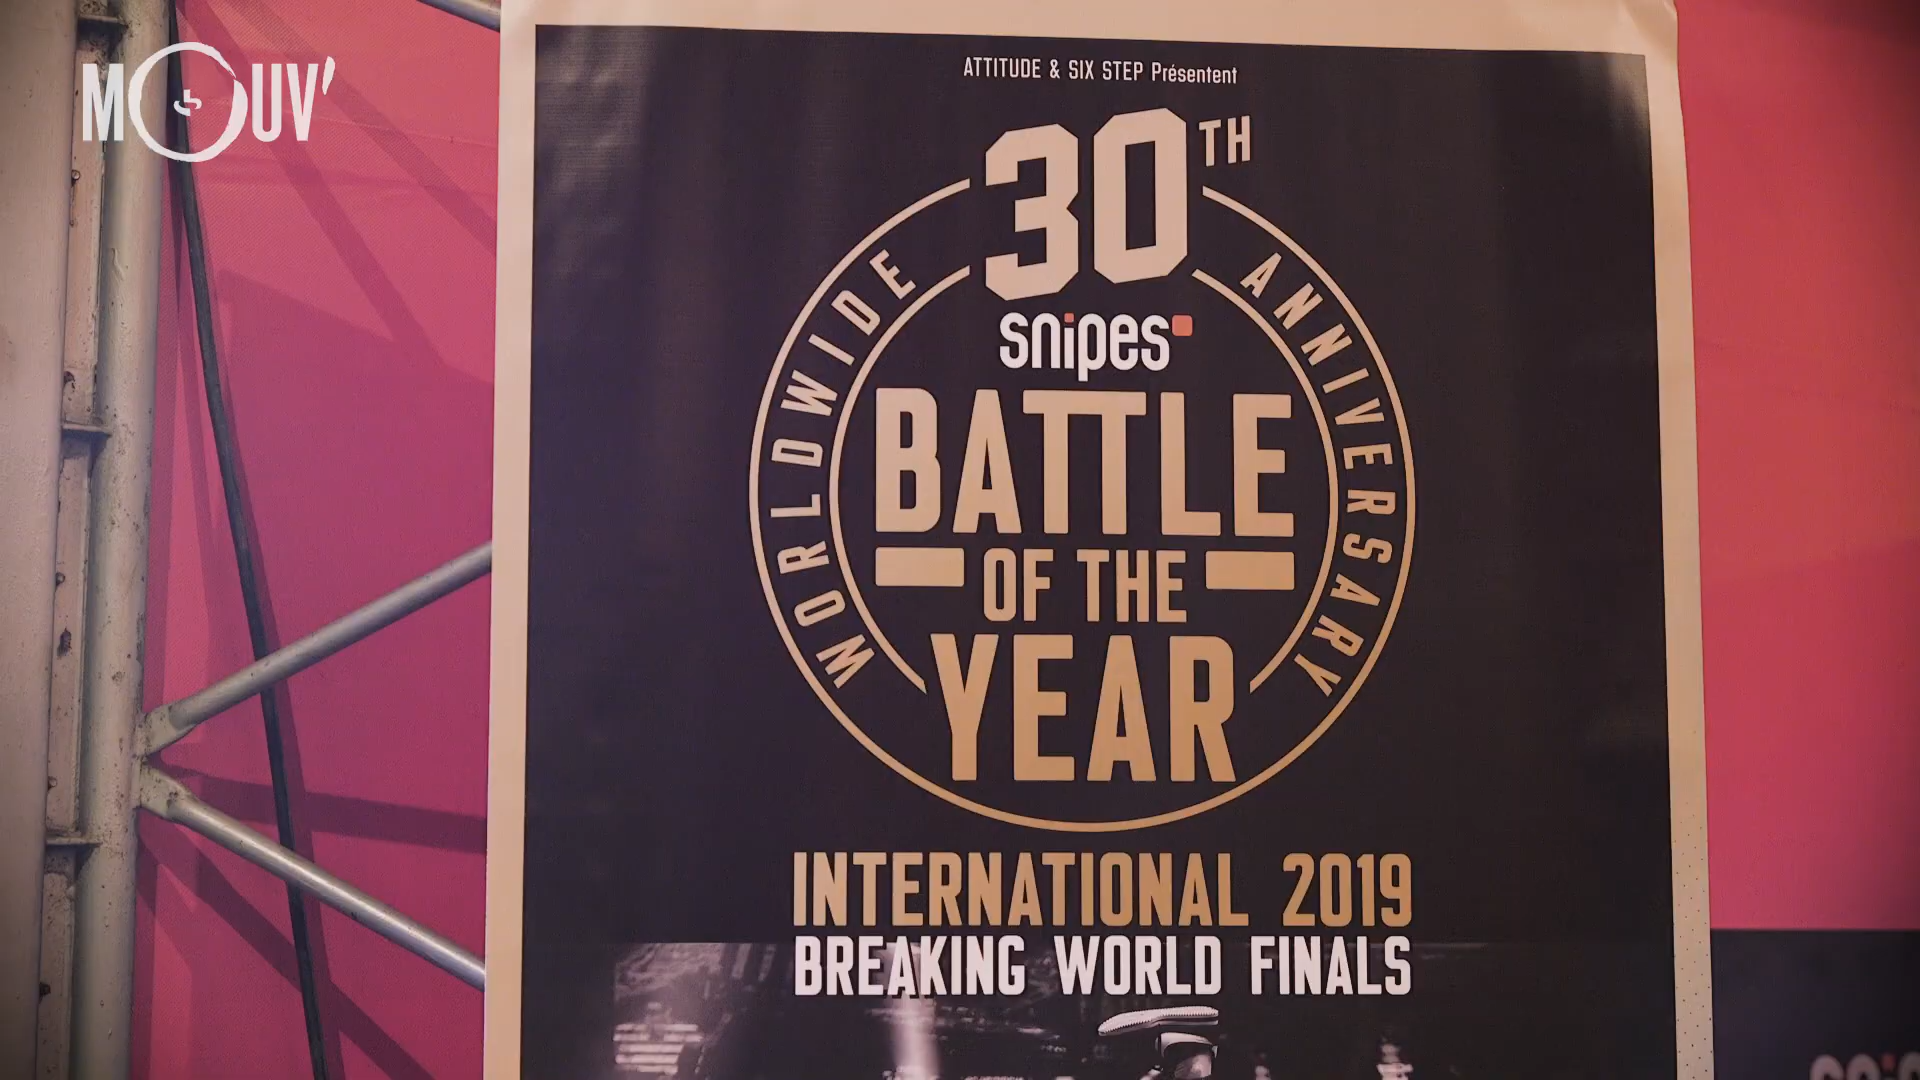 MOUV'
ATTITUDE & SIX STEP Présentent
30TH
WORLDWIDE ANNIVERSARY
snipes
BATTLE
OF THE
YEAR
INTERNATIONAL 2019
BREAKING WORLD FINALS